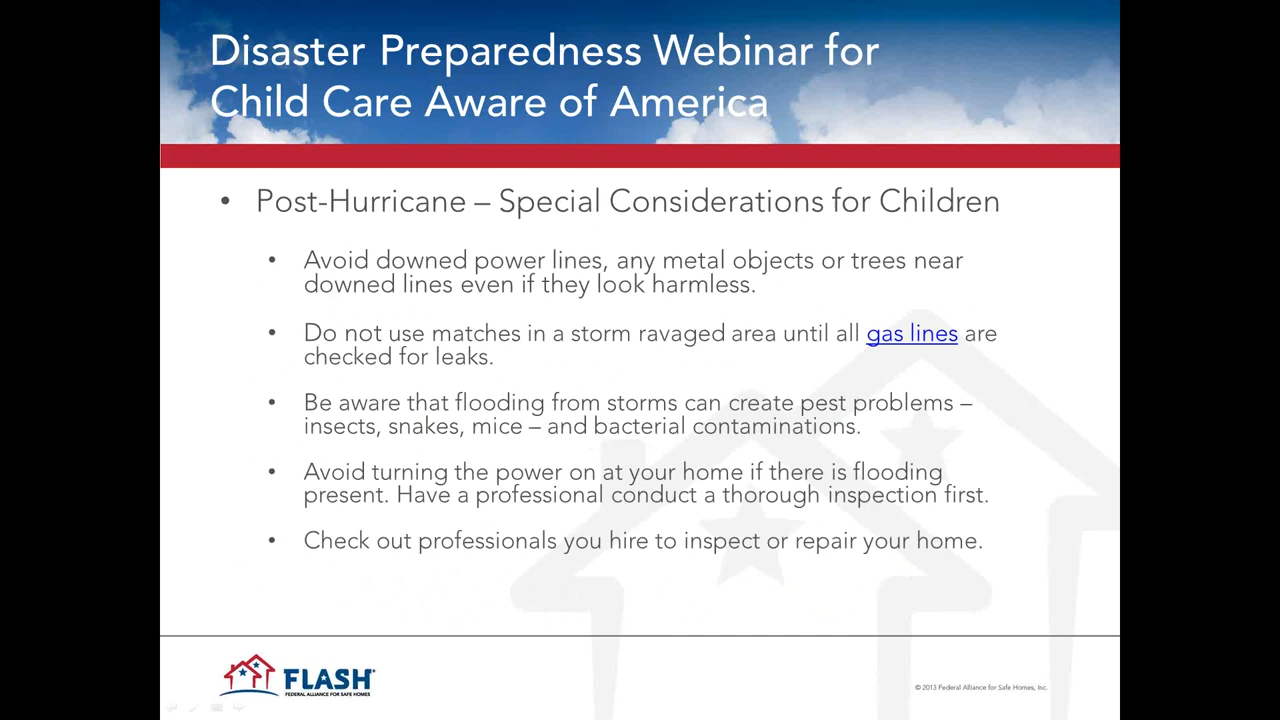 Disaster Preparedness Webinar for
Child Care Aware of America
• Post-Hurricane – Special Considerations for Children
• Avoid downed power lines, any metal objects or trees near
downed lines even if they look harmless.
• Do not use matches in a storm ravaged area until all gas lines are
checked for leaks.
• Be aware that flooding from storms can create pest problems –
insects, snakes, mice – and bacterial contaminations.
• Avoid turning the power on at your home if there is flooding
present. Have a professional conduct a thorough inspection first.
• Check out professionals you hire to inspect or repair your home.
FLASH®
FEDERAL ALLIANCE FOR SAFE HOMES
© 2013 Federal Alliance for Safe Homes, Inc.